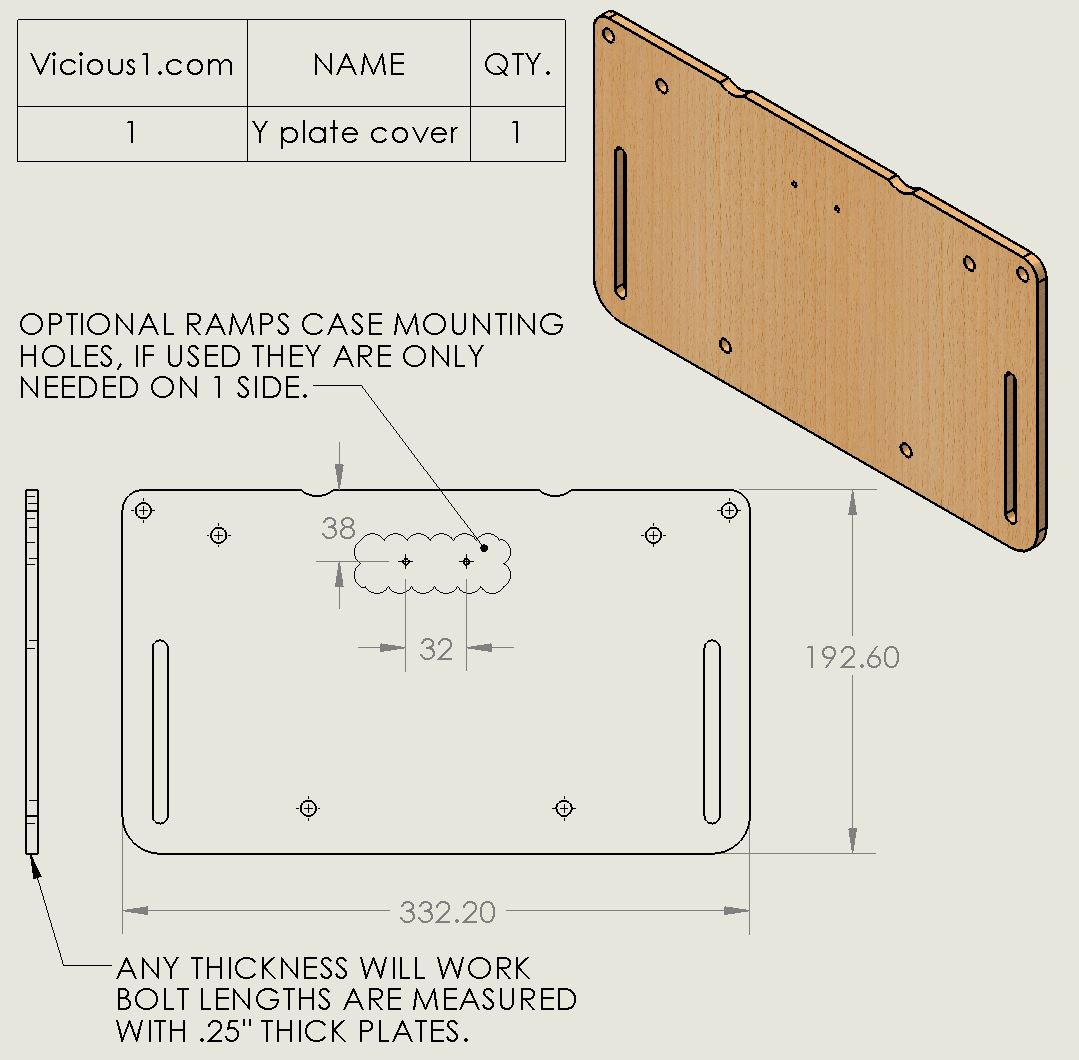 Vicious1.com NAME QTY.
1 Y plate cover 1
OPTIONAL RAMPS CASE MOUNTING
HOLES, IF USED THEY ARE ONLY
NEEDED ON 1 SIDE.
38
32
192.60
332.20
ANY THICKNESS WILL WORK
BOLT LENGTHS ARE MEASURED
WITH .25" THICK PLATES.